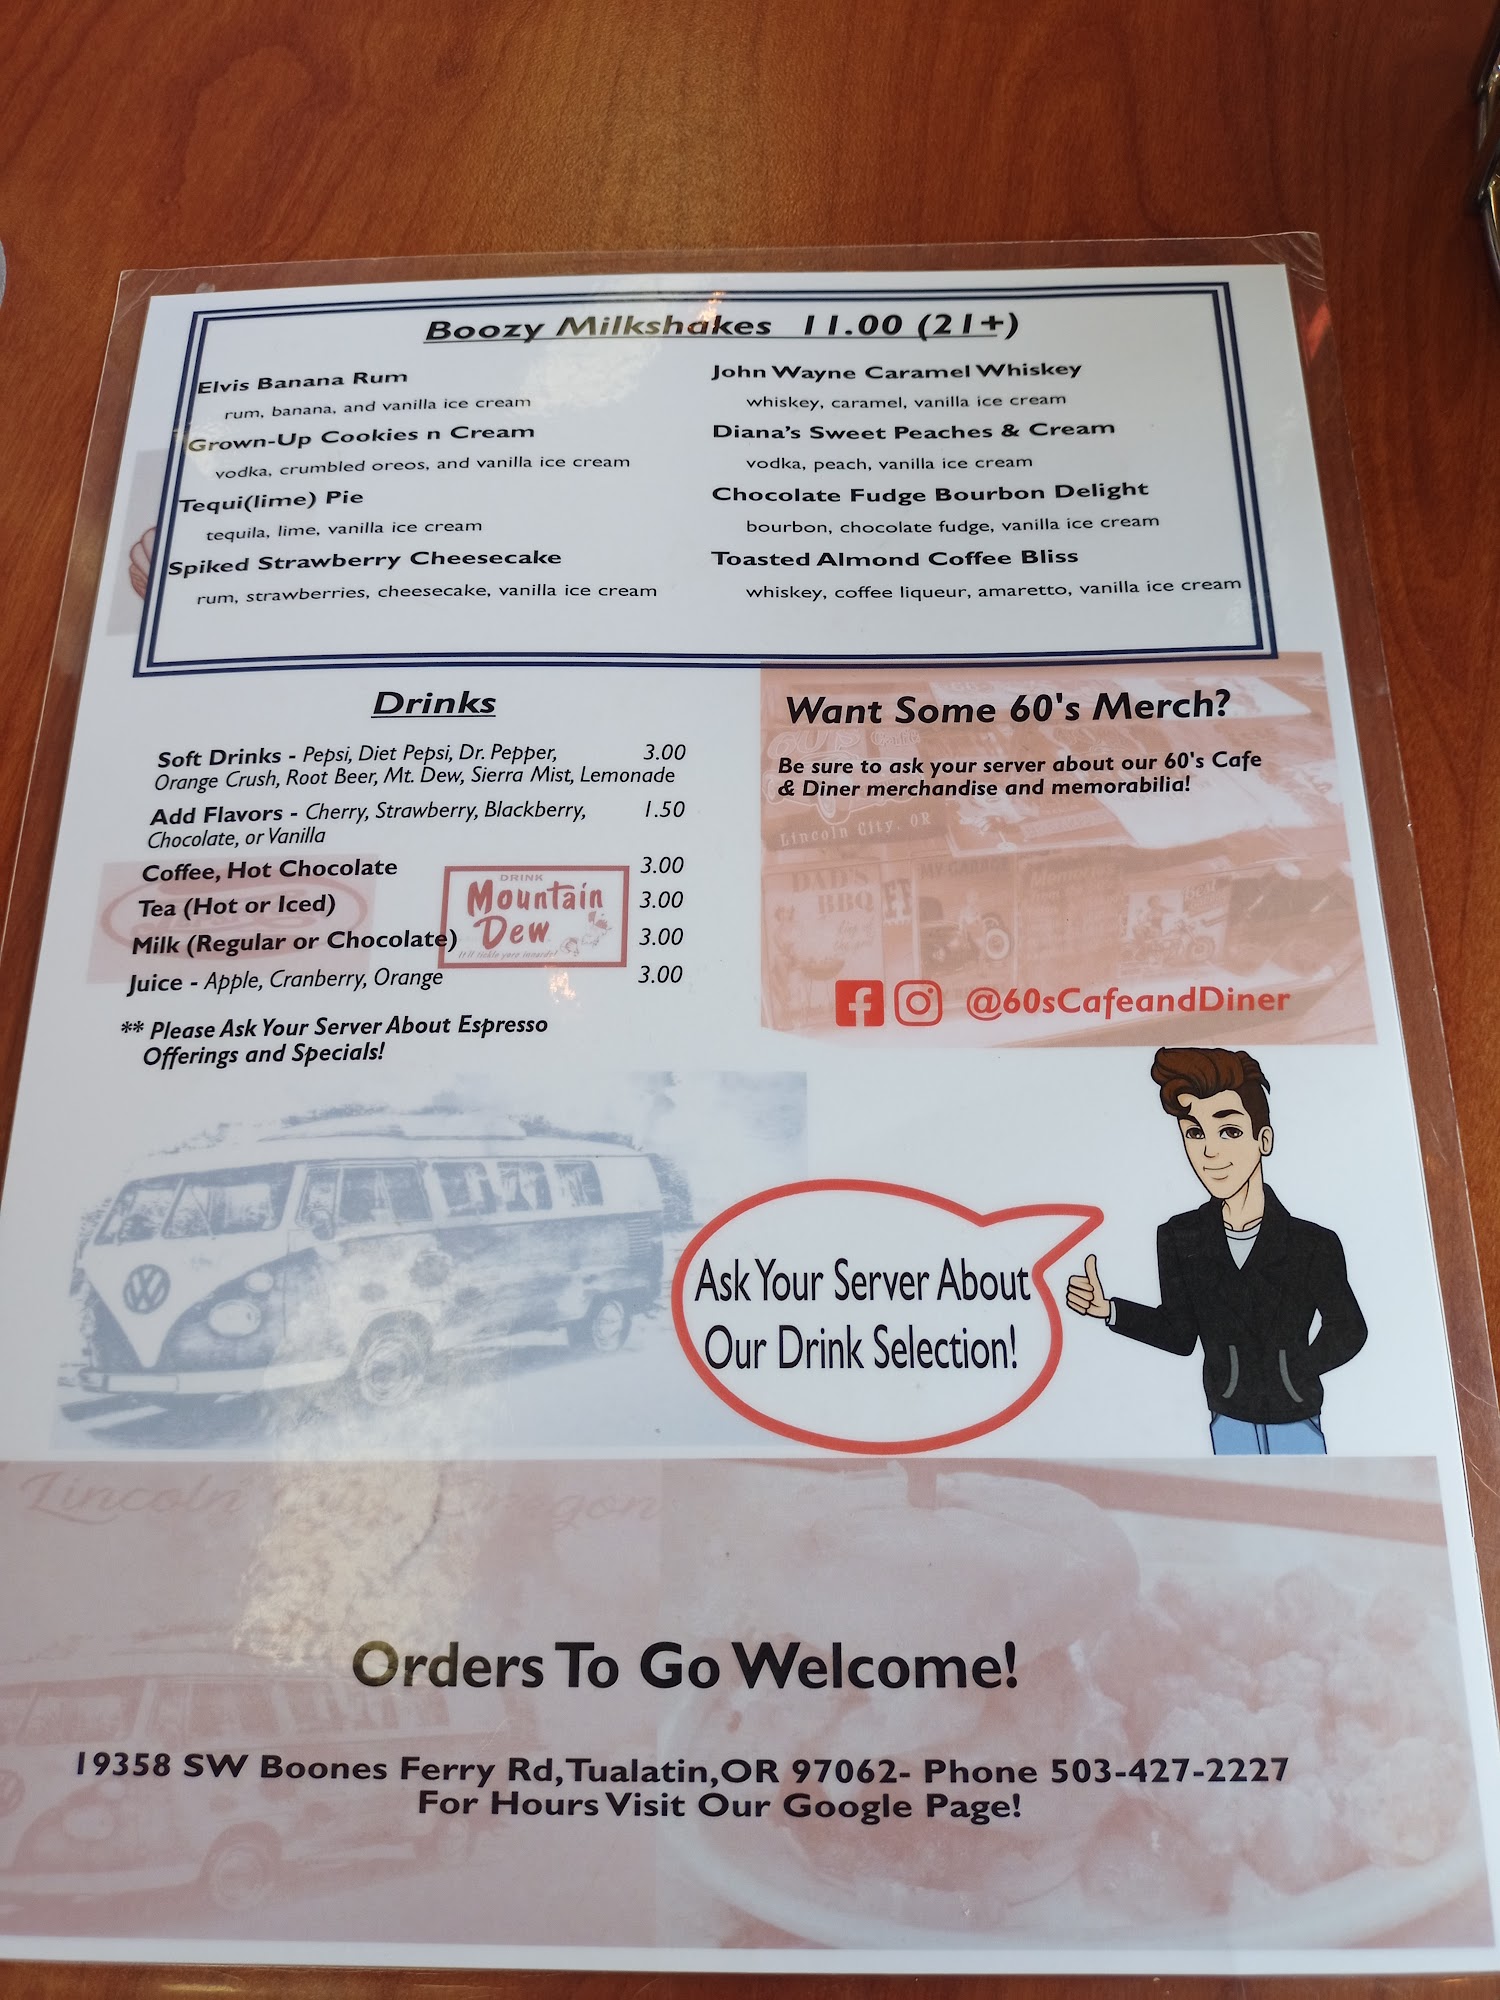 Boozy Milkshakes 11.00 (21+)
Elvis Banana Rum
rum, banana, and vanilla ice cream
Grown-Up Cookies n Cream
vodka, crumbled oreos, and vanilla ice cream
Tequi(lime) Pie
tequila, lime, vanilla ice cream
Spiked Strawberry Cheesecake
rum, strawberries, cheesecake, vanilla ice cream
John Wayne Caramel Whiskey
whiskey, caramel, vanilla ice cream
Diana's Sweet Peaches & Cream
vodka, peach, vanilla ice cream
Chocolate Fudge Bourbon Delight
bourbon, chocolate fudge, vanilla ice cream
Toasted Almond Coffee Bliss
whiskey, coffee liqueur, amaretto, vanilla ice cream
Drinks
Soft Drinks - Pepsi, Diet Pepsi, Dr. Pepper, 3.00
Orange Crush, Root Beer, Mt. Dew, Sierra Mist, Lemonade
Add Flavors - Cherry, Strawberry, Blackberry, 1.50
Chocolate, or Vanilla
Coffee, Hot Chocolate 3.00
Tea (Hot or Iced) 3.00
Milk (Regular or Chocolate) 3.00
Juice - Apple, Cranberry, Orange 3.00
** Please Ask Your Server About Espresso
Offerings and Specials!
DRINK
Mountain
Dew
It'll tickle yore innards!
Want Some 60's Merch?
Be sure to ask your server about our 60's Cafe
& Diner merchandise and memorabilia!
Lincoln City, OR
DAD'S
BBQ
@60sCafeandDiner
Ask Your Server About
Our Drink Selection!
Lincoln City, Oregon
Orders To Go Welcome!
19358 SW Boones Ferry Rd, Tualatin, OR 97062- Phone 503-427-2227
For Hours Visit Our Google Page!